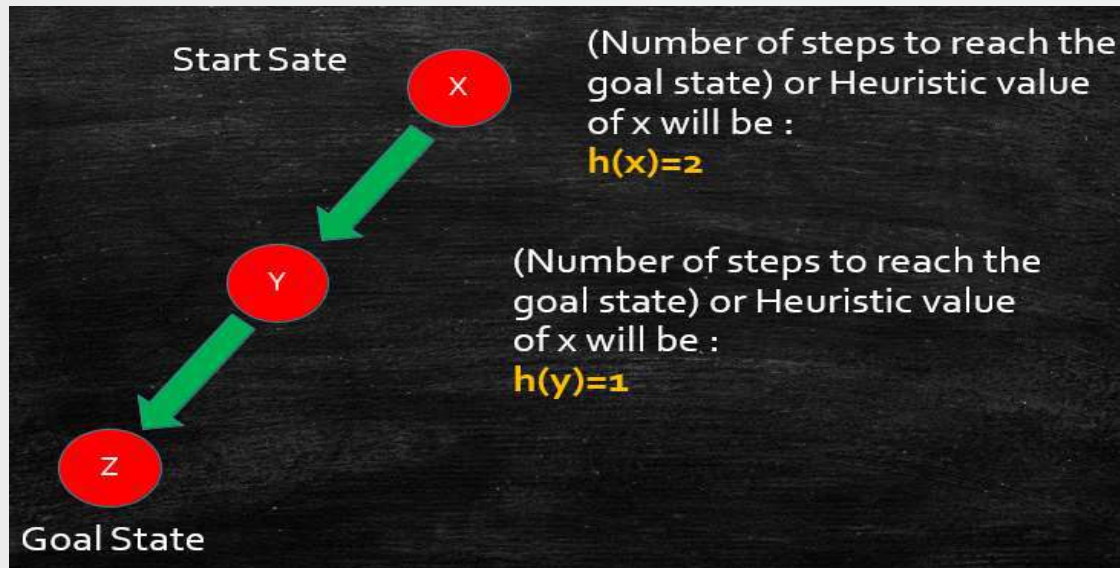 Start Sate
X
(Number of steps to reach the
goal state) or Heuristic value
of x will be :
h(x)=2
Y
(Number of steps to reach the
goal state) or Heuristic value
of x will be :
h(y)=1
Z
Goal State